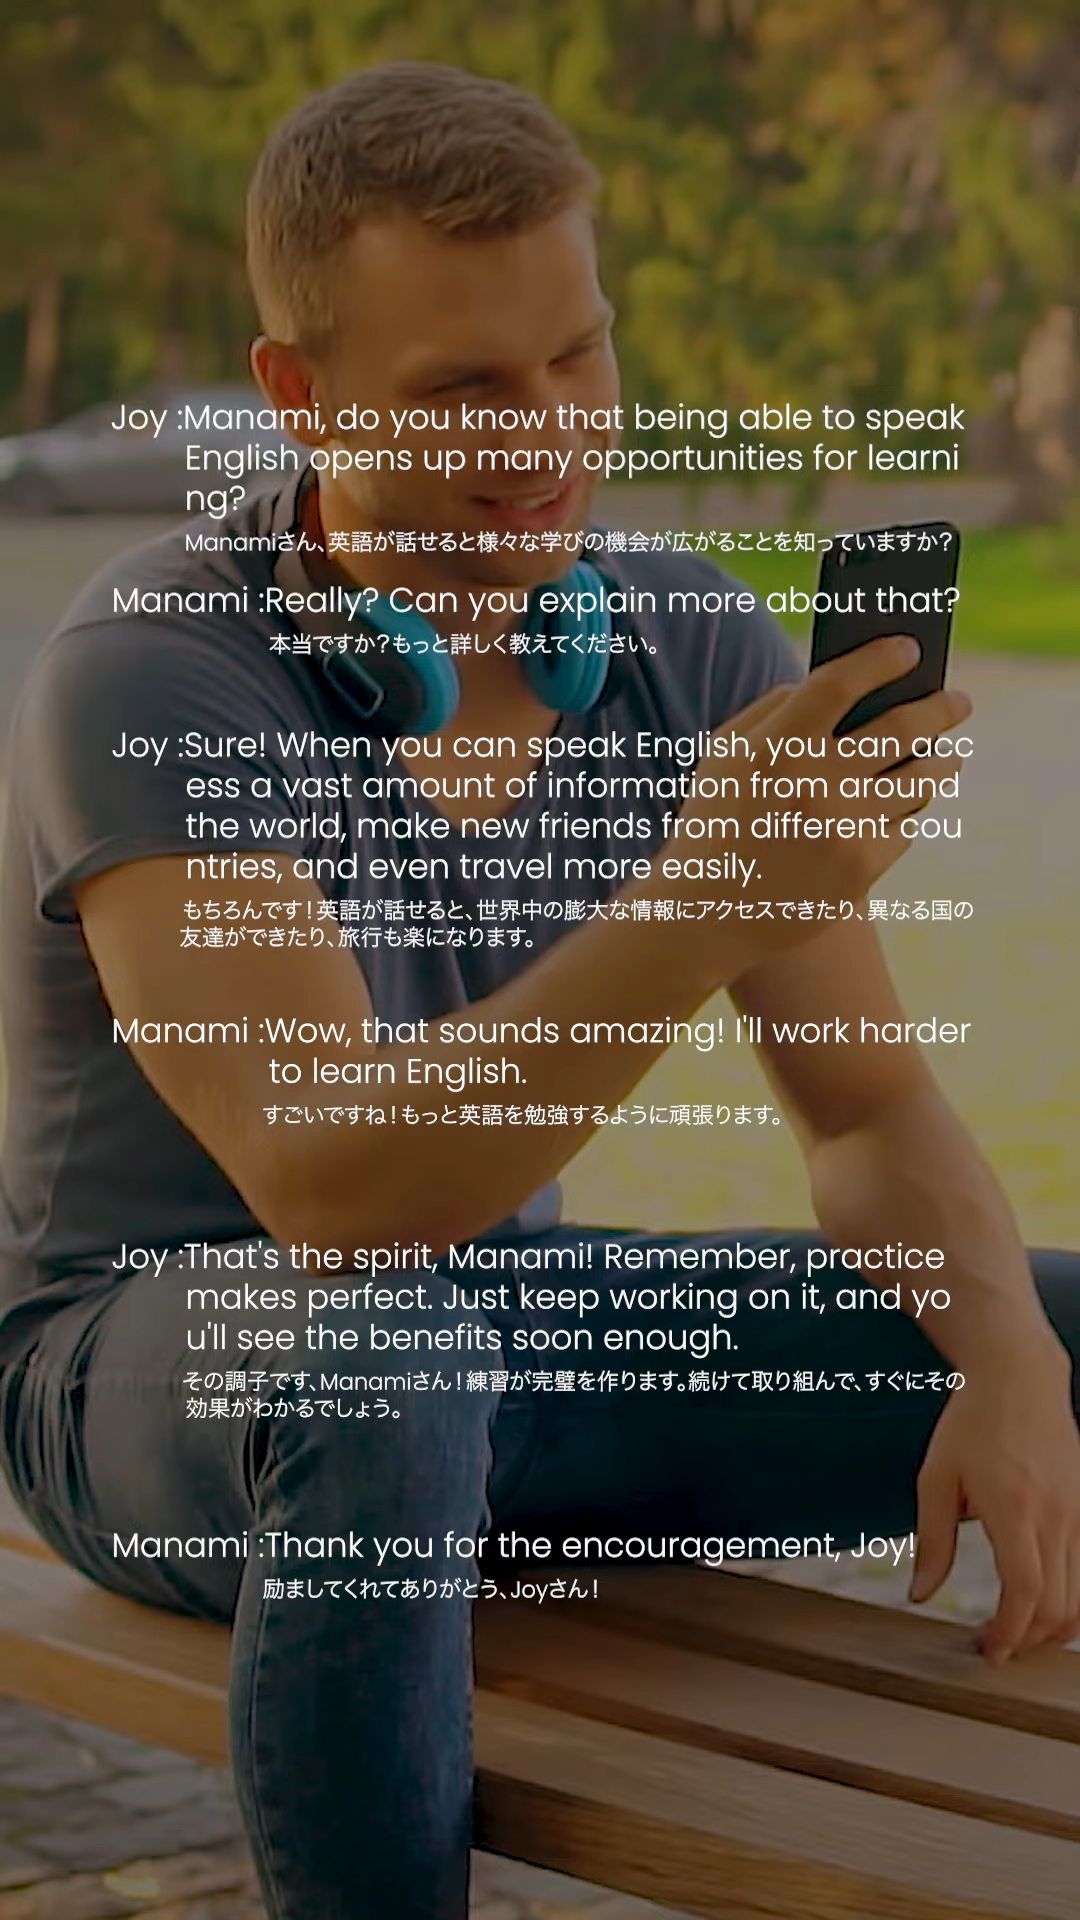 Joy :Manami, do you know that being able to speak
English opens up many opportunities for learni
ng?
Manamiさん、英語が話せると様々な学びの機会が広がることを知っていますか?
Manami :Really? Can you explain more about that?
本当ですか?もっと詳しく教えてください。
Joy :Sure! When you can speak English, you can acc
ess a vast amount of information from around
the world, make new friends from different cou
ntries, and even travel more easily.
もちろんです！英語が話せると、世界中の膨大な情報にアクセスできたり、異なる国の
友達ができたり、旅行も楽になります。
Manami :Wow, that sounds amazing! I'll work harder
to learn English.
すごいですね！もっと英語を勉強するように頑張ります。
Joy :That's the spirit, Manami! Remember, practice
makes perfect. Just keep working on it, and yo
u'll see the benefits soon enough.
その調子です、Manamiさん！練習が完璧を作ります。続けて取り組んで、すぐにその
効果がわかるでしょう。
Manami :Thank you for the encouragement, Joy!
励ましてくれてありがとう、Joyさん！